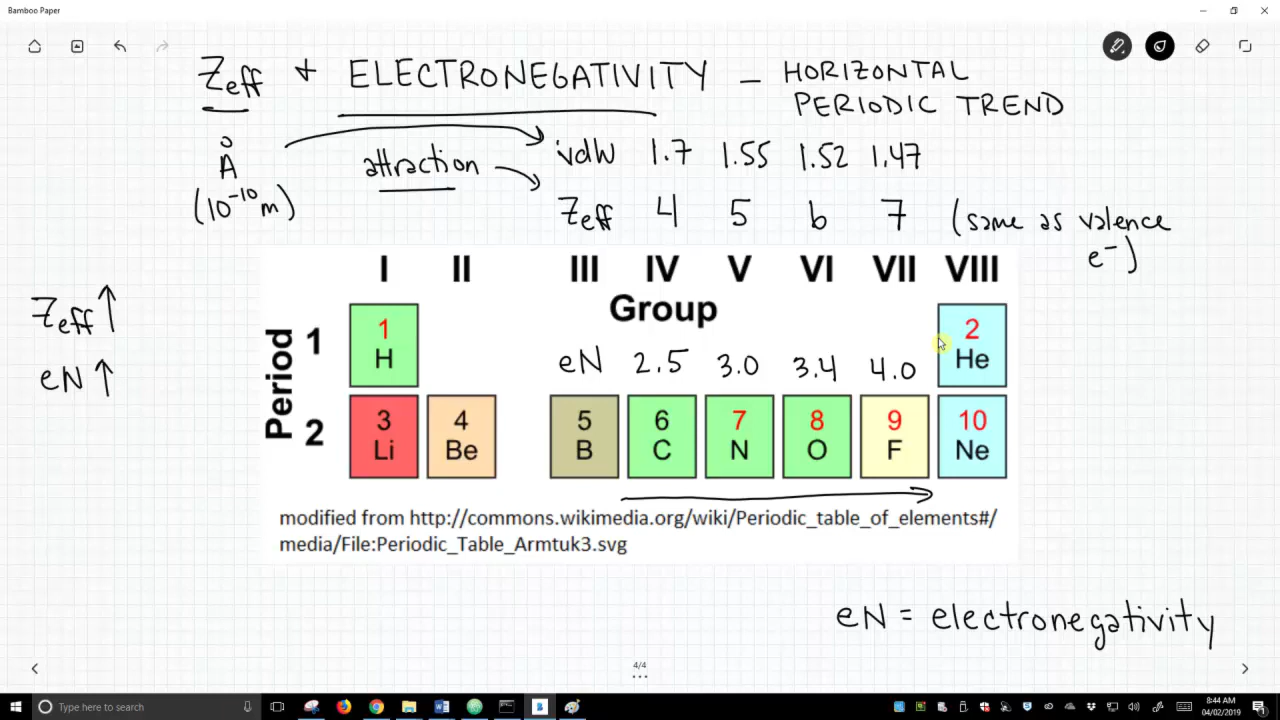 Bamboo Paper
Zeff + ELECTRONEGATIVITY – HORIZONTAL
PERIODIC TREND
Å
(10⁻¹⁰ m)
attraction
vdW 1.7 1.55 1.52 1.47
Zeff 4 5 6 7 (same as valence
e⁻)
I II III IV V VI VII VIII
Group
Zeff ↑
eN ↑
Period
1
1 H
2 He
eN 2.5 3.0 3.4 4.0
2
3 4 5 6 7 8 9 10
Li Be B C N O F Ne
modified from http://commons.wikimedia.org/wiki/Periodic_table_of_elements#/
media/File:Periodic_Table_Armtuk3.svg
eN = electronegativity
4/4
Type here to search
8:44 AM
04/02/2019